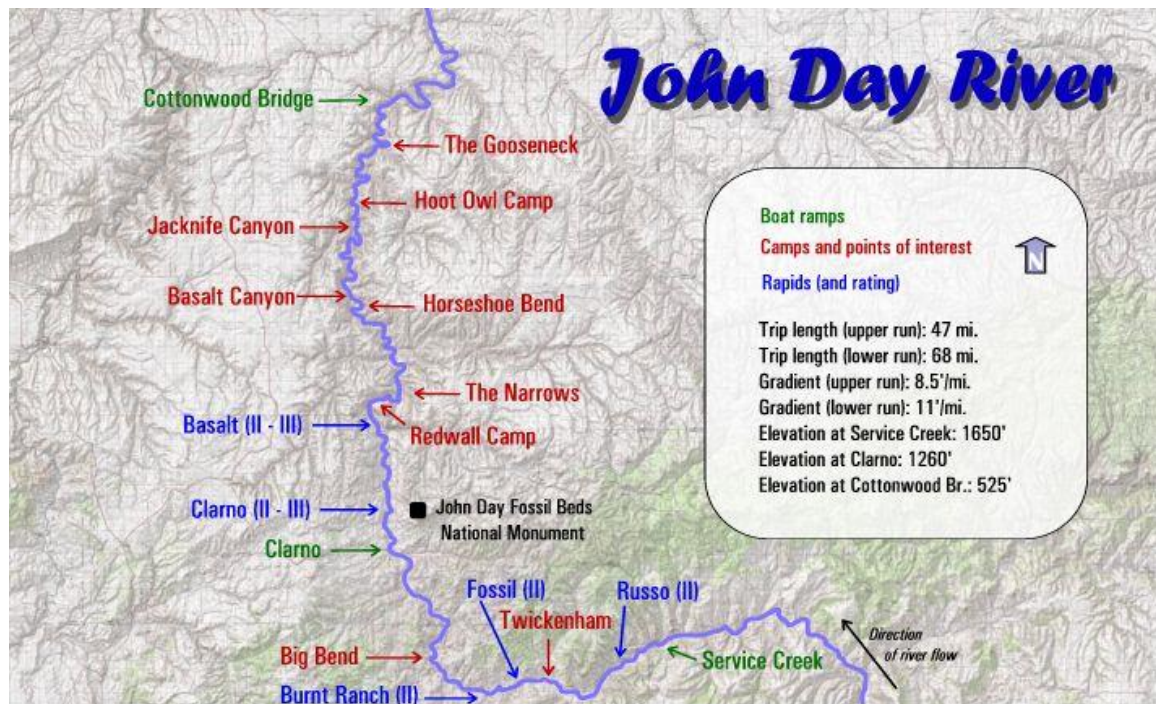 John Day River
Cottonwood Bridge
The Gooseneck
Hoot Owl Camp
Jacknife Canyon
Basalt Canyon
Horseshoe Bend
The Narrows
Basalt (II - III)
Redwall Camp
Clarno (II - III)
John Day Fossil Beds
National Monument
Clarno
Fossil (II)
Russo (II)
Twickenham
Big Bend
Service Creek
Burnt Ranch (II)
Direction
of river flow
Boat ramps
Camps and points of interest
N
Rapids (and rating)
Trip length (upper run): 47 mi.
Trip length (lower run): 68 mi.
Gradient (upper run): 8.5'/mi.
Gradient (lower run): 11'/mi.
Elevation at Service Creek: 1650'
Elevation at Clarno: 1260'
Elevation at Cottonwood Br.: 525'